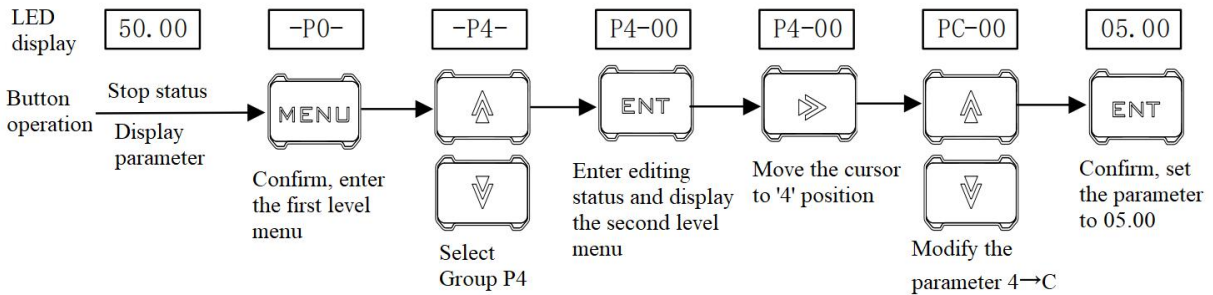 LED
display
50.00
-P0-
-P4-
P4-00
P4-00
PC-00
05.00
Button
operation
Stop status
Display
parameter
MENU
ENT
ENT
Confirm, enter
the first level
menu
Select
Group P4
Enter editing
status and display
the second level
menu
Move the cursor
to '4' position
Modify the
parameter 4→C
Confirm, set
the parameter
to 05.00